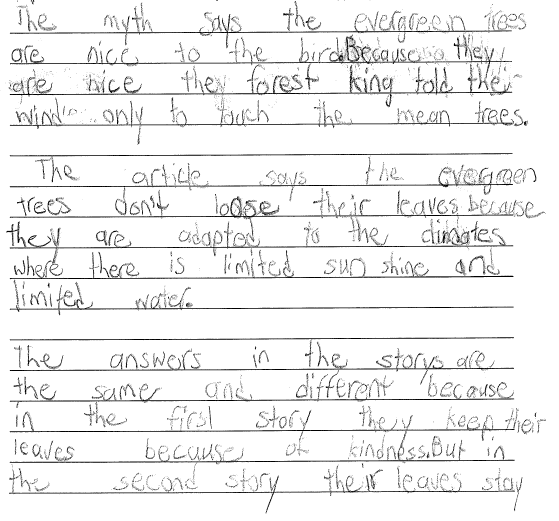 The myth says the evergreen trees
are nice to the bird. Because they
are nice they forest king told their
wind only to touch the mean trees.
The article says the evergreen
trees don't loose their leaves because
they are adapted to the climates
where there is limited sun shine and
limited water.
The answers in the storys are
the same and different because
in the first story they keep their
leaves because of kindness. But in
the second story their leaves stay